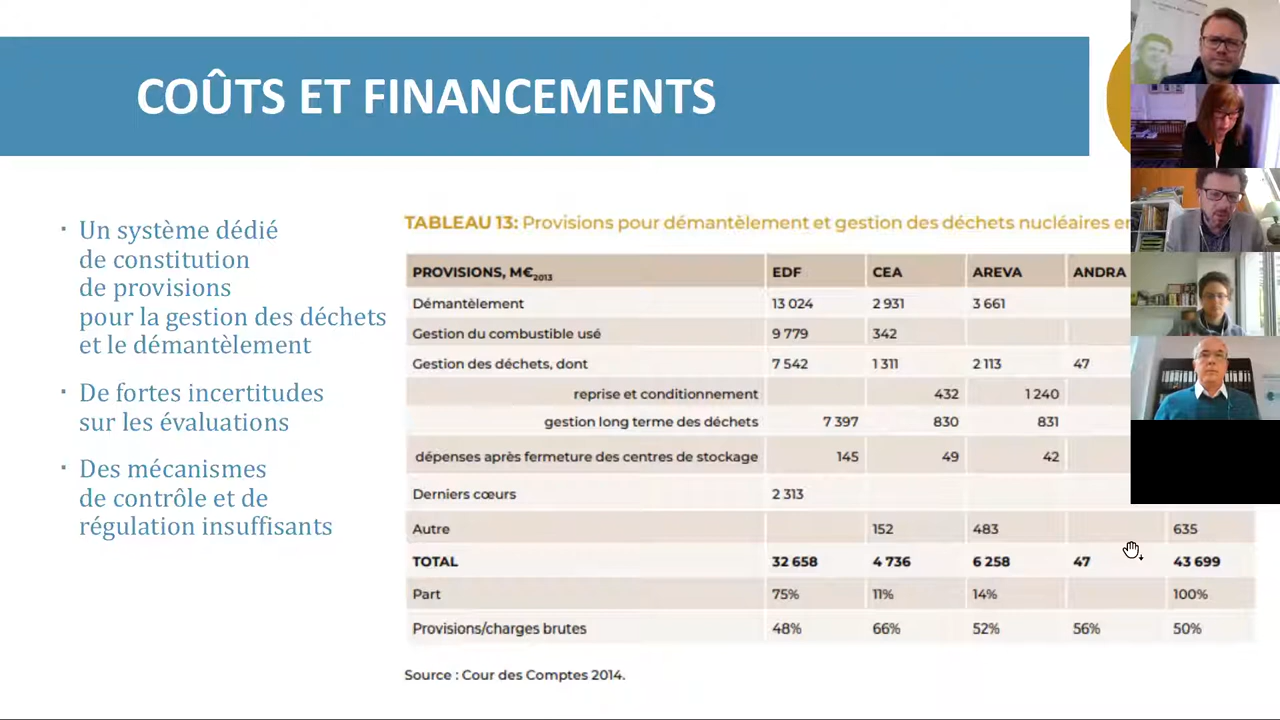 COÛTS ET FINANCEMENTS
▪ Un système dédié
de constitution
de provisions
pour la gestion des déchets
et le démantèlement
▪ De fortes incertitudes
sur les évaluations
▪ Des mécanismes
de contrôle et de
régulation insuffisants
TABLEAU 13: Provisions pour démantèlement et gestion des déchets nucléaires en
PROVISIONS, M€2013 EDF CEA AREVA ANDRA
Démantèlement 13 024 2 931 3 661
Gestion du combustible usé 9 779 342
Gestion des déchets, dont 7 542 1 311 2 113 47
reprise et conditionnement 432 1 240
gestion long terme des déchets 7 397 830 831
dépenses après fermeture des centres de stockage 145 49 42
Derniers cœurs 2 313
Autre 152 483 635
TOTAL 32 658 4 736 6 258 47 43 699
Part 75% 11% 14% 100%
Provisions/charges brutes 48% 66% 52% 56% 50%
Source : Cour des Comptes 2014.